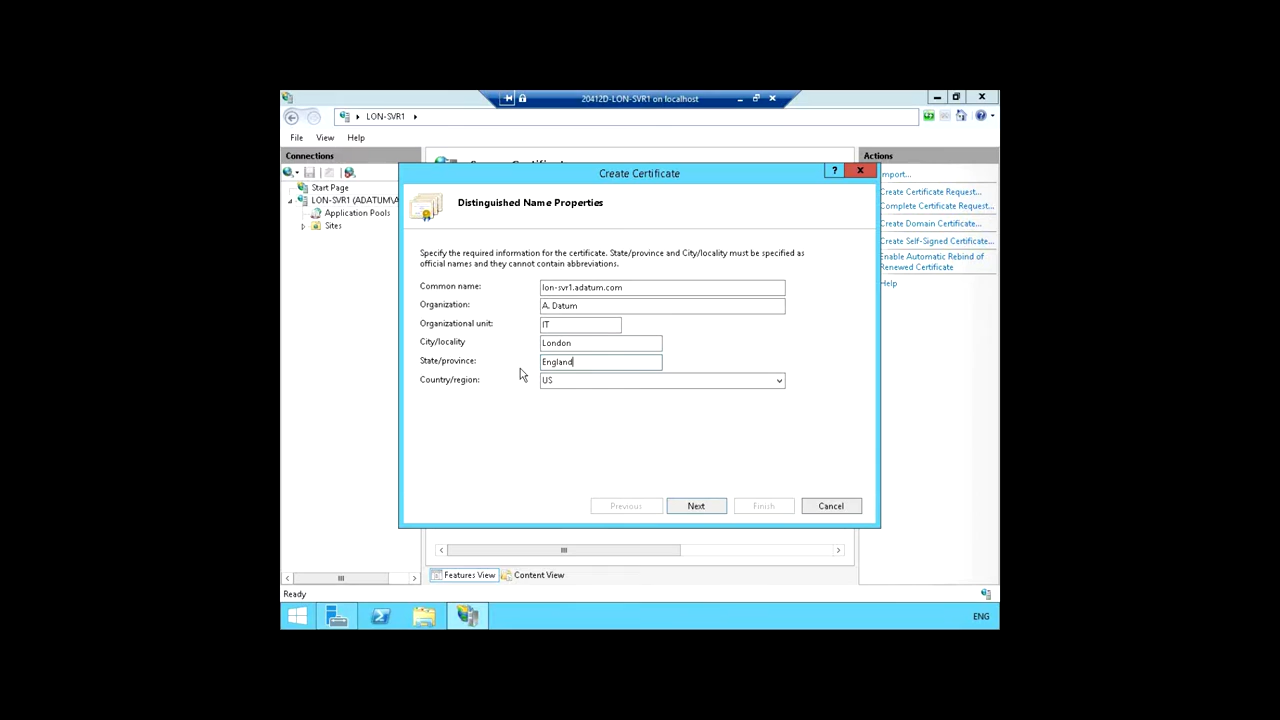 20412D-LON-SVR1 on localhost
LON-SVR1
File View Help
Connections
Start Page
LON-SVR1 (ADATUM\A
Application Pools
Sites
Create Certificate
?
Distinguished Name Properties
Specify the required information for the certificate. State/province and City/locality must be specified as
official names and they cannot contain abbreviations.
Common name: lon-svr1.adatum.com
Organization: A. Datum
Organizational unit: IT
City/locality London
State/province: England
Country/region: US
Previous Next Finish Cancel
Actions
mport...
Create Certificate Request...
Complete Certificate Request...
Create Domain Certificate...
Create Self-Signed Certificate...
Enable Automatic Rebind of
Renewed Certificate
Help
Features View Content View
Ready
ENG